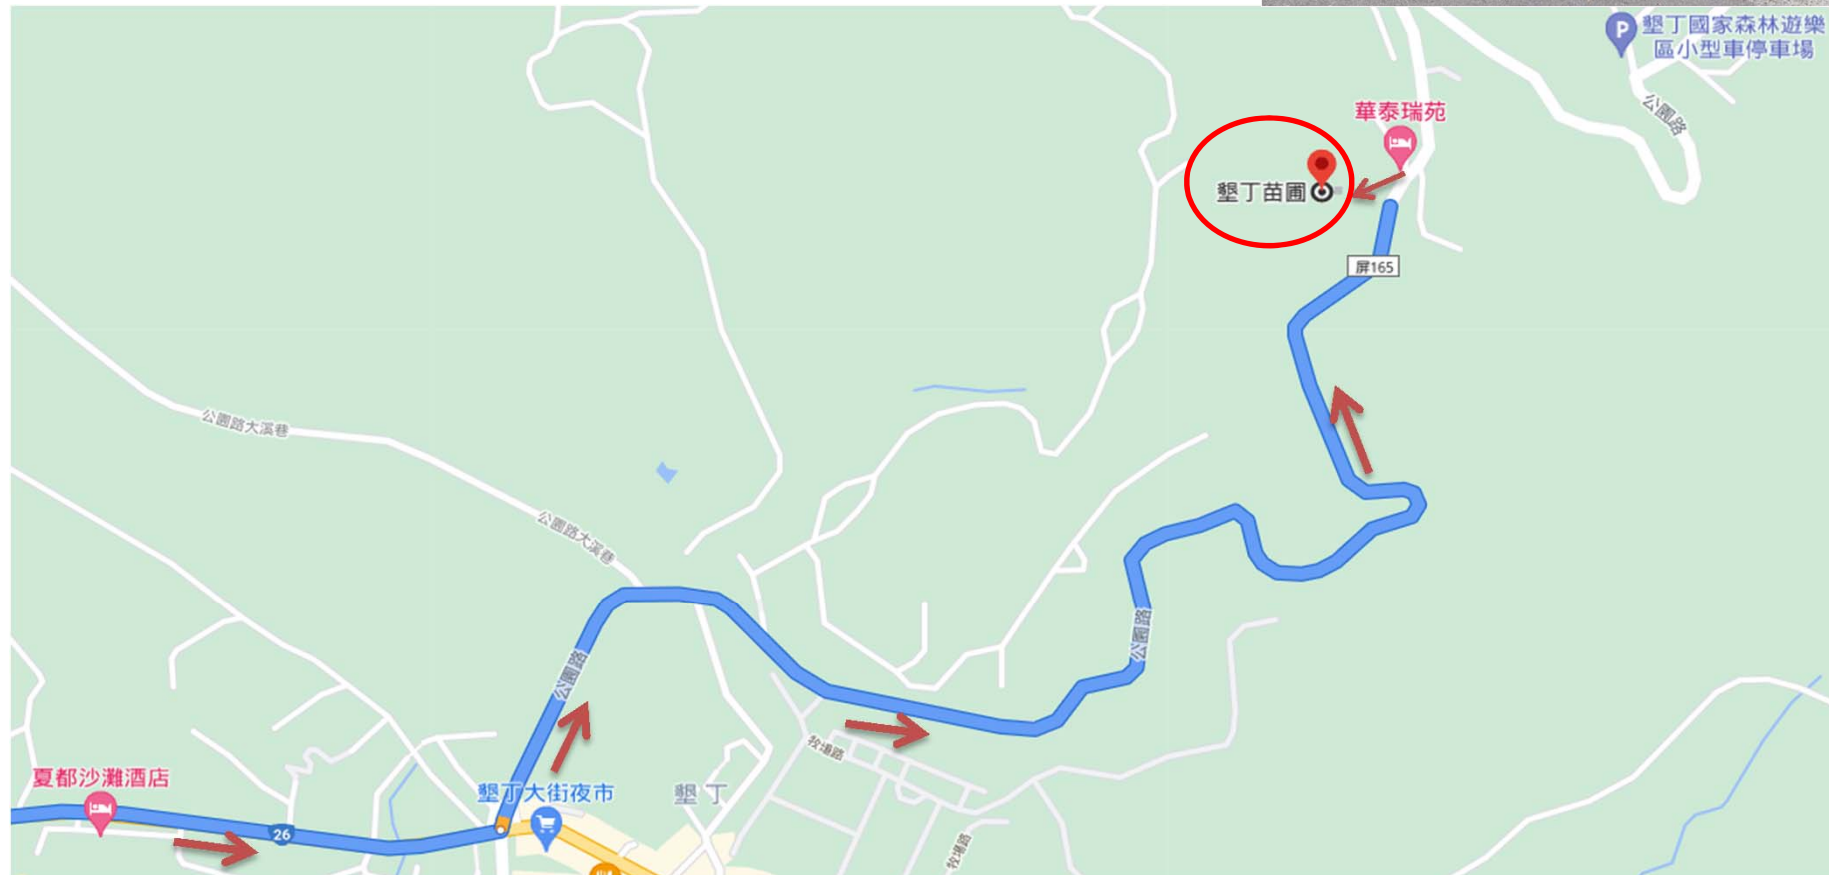 P
墾丁國家森林遊樂
區小型車停車場
公園路
華泰瑞苑
墾丁苗圃
屏165
公園路大溪巷
公園路大溪巷
公園路
公園路
牧場路
夏都沙灘酒店
墾丁大街夜市
墾丁
26
牧場路